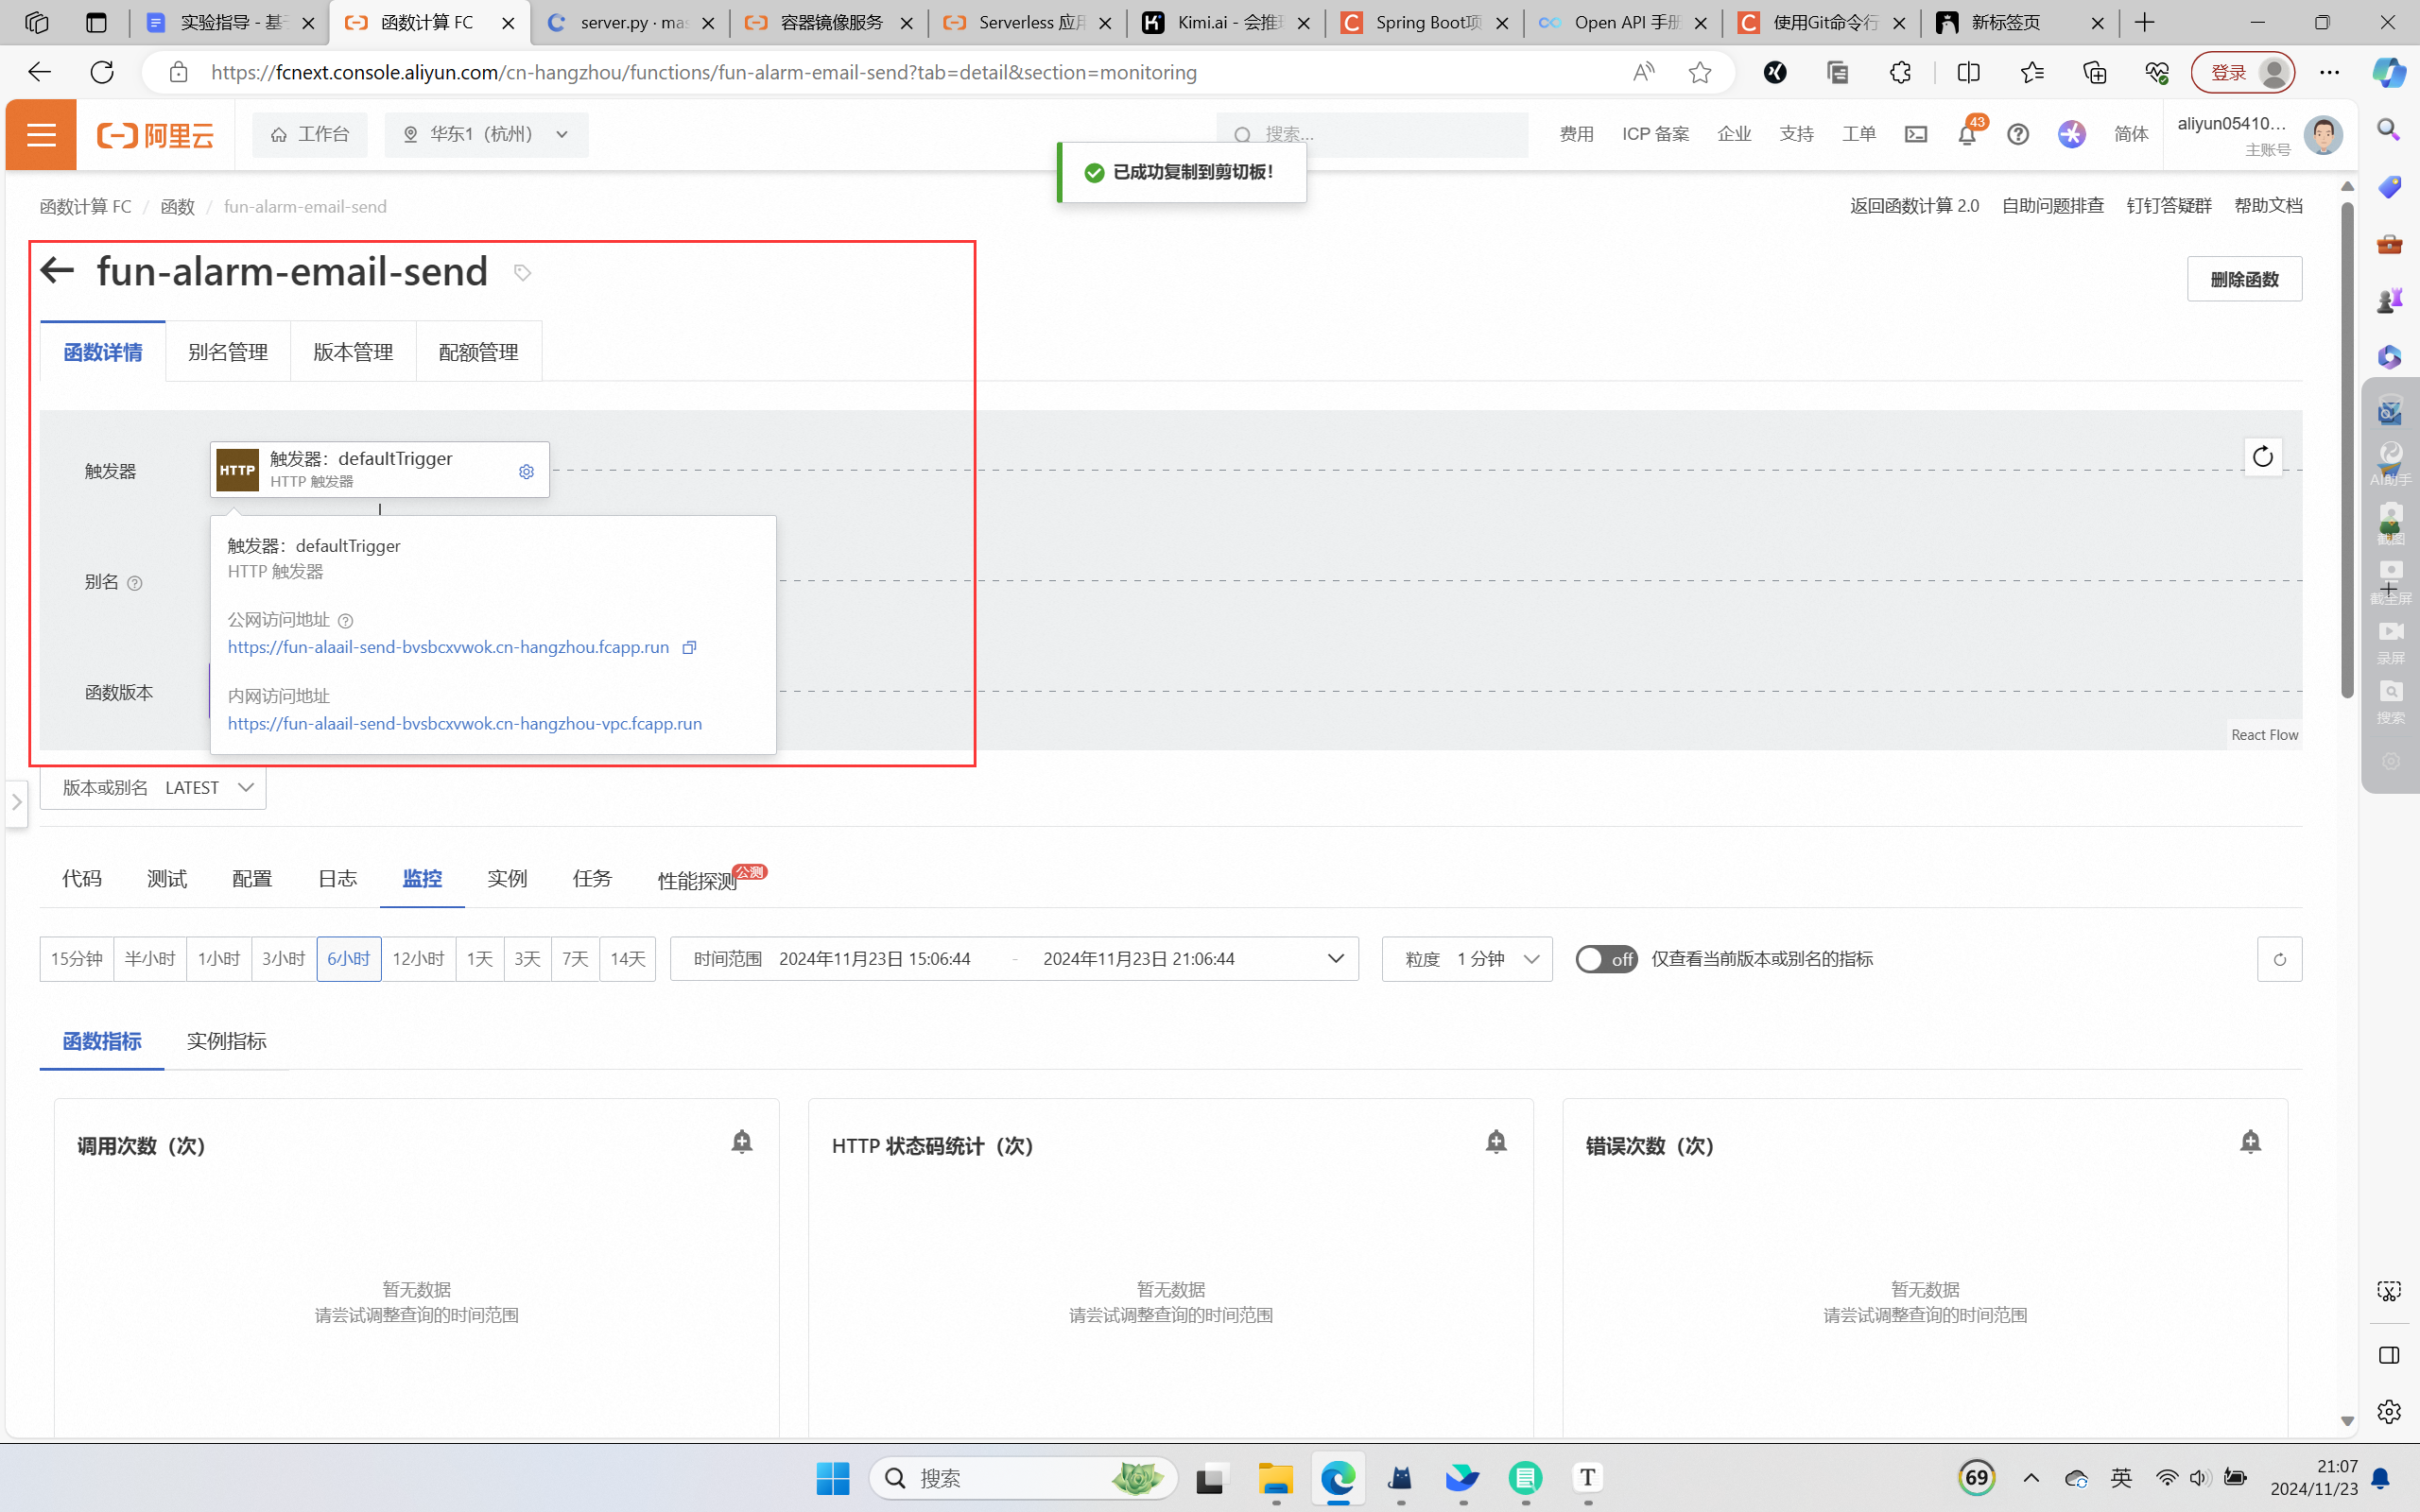 实验指导 - 基于
函数计算 FC
server.py · mas
容器镜像服务
Serverless 应用
Kimi.ai - 会推理
Spring Boot项
Open API 手册
使用Git命令行
新标签页
https://fcnext.console.aliyun.com/cn-hangzhou/functions/fun-alarm-email-send?tab=detail&section=monitoring
登录
阿里云
工作台
华东1（杭州）
搜索...
费用
ICP 备案
企业
支持
工单
43
简体
aliyun05410...
主账号
已成功复制到剪切板！
函数计算 FC / 函数 / fun-alarm-email-send
返回函数计算 2.0
自助问题排查
钉钉答疑群
帮助文档
fun-alarm-email-send
删除函数
函数详情
别名管理
版本管理
配额管理
触发器
HTTP
触发器：defaultTrigger
HTTP 触发器
触发器：defaultTrigger
HTTP 触发器
别名
公网访问地址
https://fun-alaail-send-bvsbcxvwok.cn-hangzhou.fcapp.run
函数版本
内网访问地址
https://fun-alaail-send-bvsbcxvwok.cn-hangzhou-vpc.fcapp.run
React Flow
AI助手
截图
截全屏
录屏
搜索
版本或别名 LATEST
代码
测试
配置
日志
监控
实例
任务
性能探测
公测
15分钟
半小时
1小时
3小时
6小时
12小时
1天
3天
7天
14天
时间范围 2024年11月23日 15:06:44 - 2024年11月23日 21:06:44
粒度 1 分钟
off
仅查看当前版本或别名的指标
函数指标
实例指标
调用次数（次）
HTTP 状态码统计（次）
错误次数（次）
暂无数据
请尝试调整查询的时间范围
暂无数据
请尝试调整查询的时间范围
暂无数据
请尝试调整查询的时间范围
搜索
69
英
21:07
2024/11/23